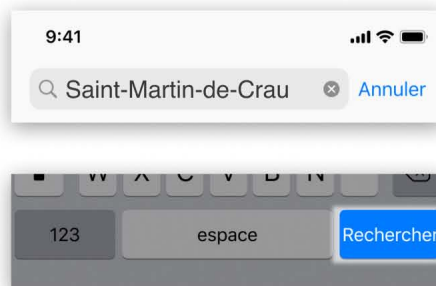 9:41
Saint-Martin-de-Crau Annuler
W X C V B N
123 espace Rechercher